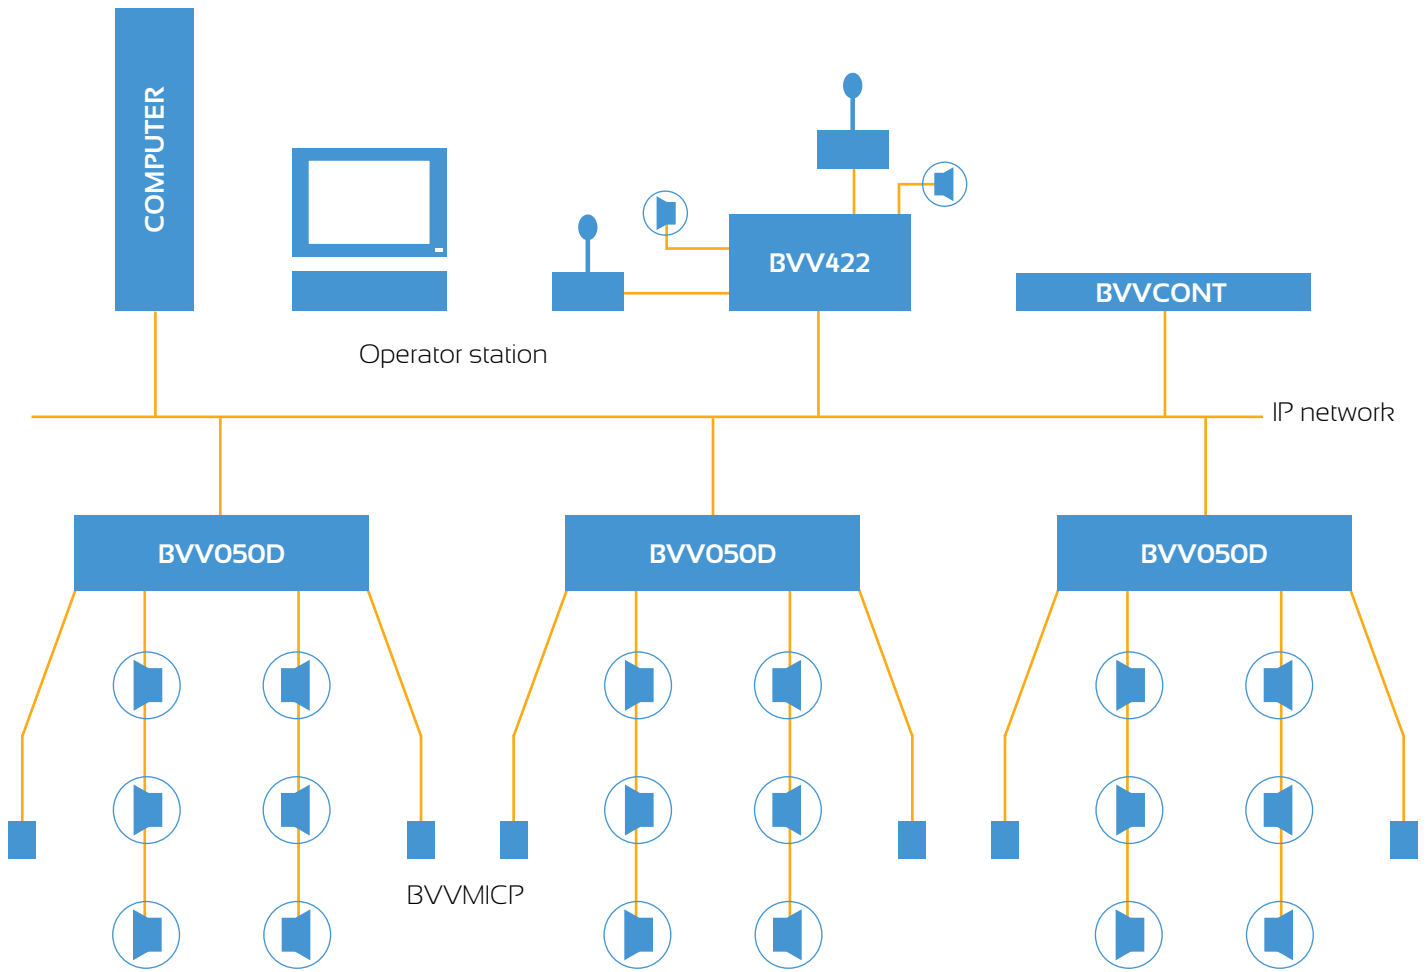 COMPUTER
BVV422
BVVCONT
Operator station
IP network
BVV050D
BVV050D
BVV050D
BVVMICP